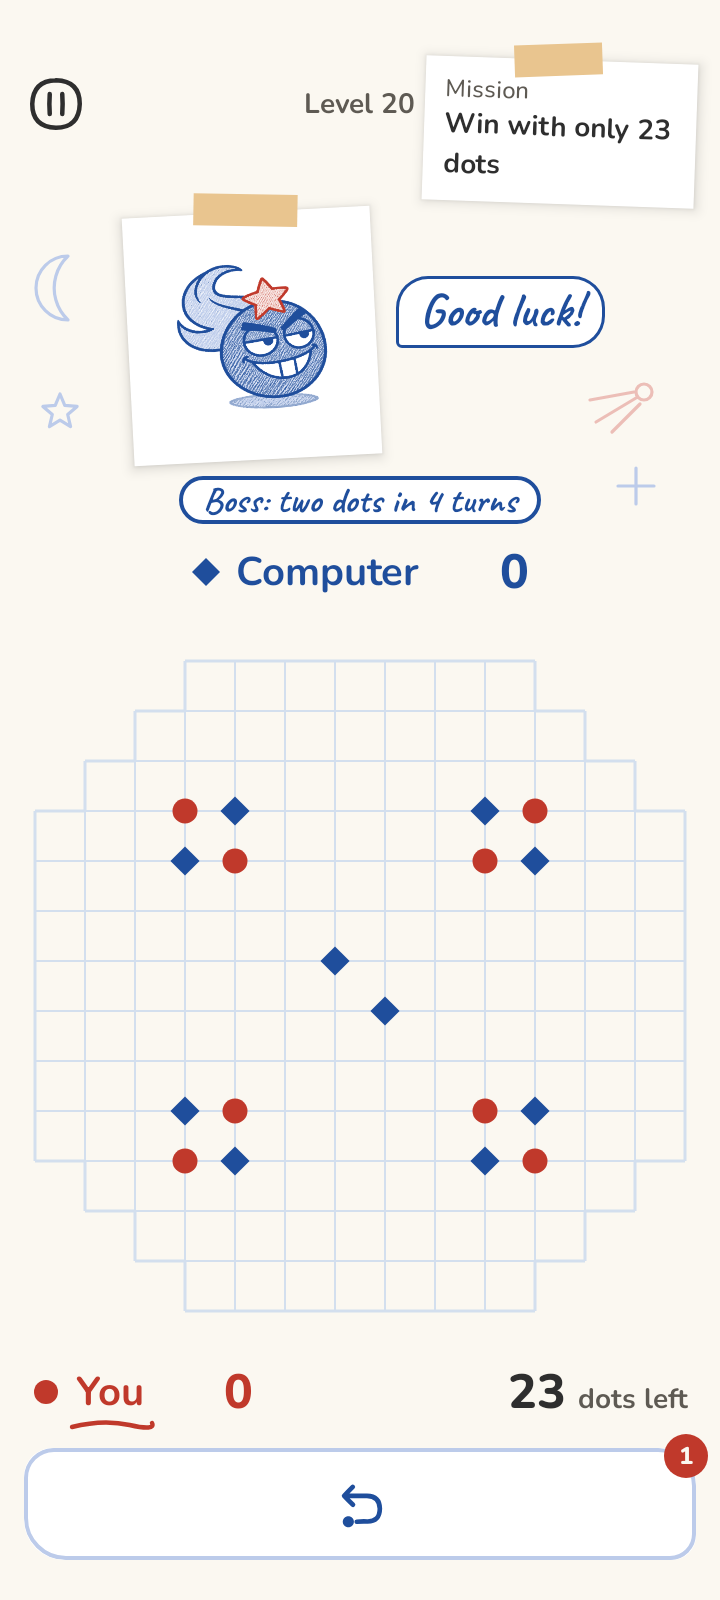 Level 20
Mission
Win with only 23
dots
Good luck!
Boss: two dots in 4 turns
Computer 0
You 0
23 dots left
1